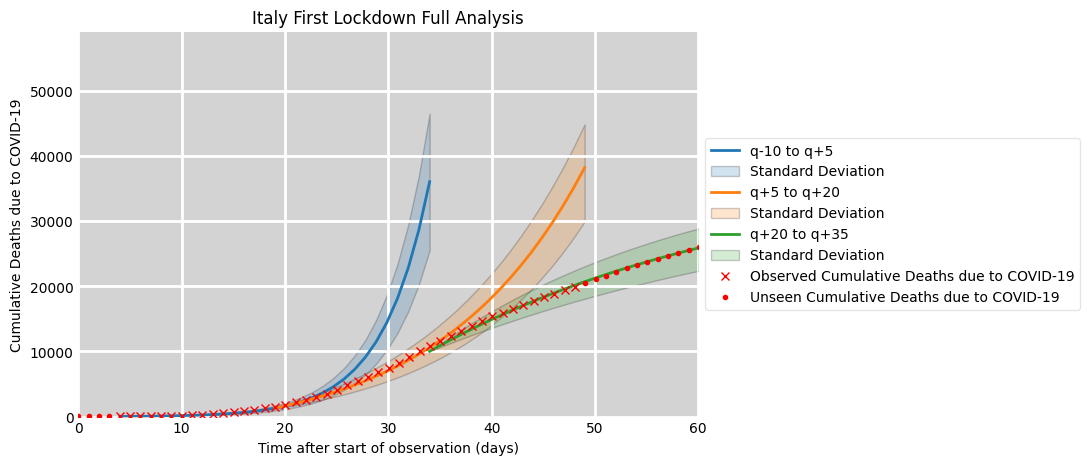 Italy First Lockdown Full Analysis
Cumulative Deaths due to COVID-19
50000
40000
30000
20000
10000
0
0 10 20 30 40 50 60
Time after start of observation (days)
q-10 to q+5
Standard Deviation
q+5 to q+20
Standard Deviation
q+20 to q+35
Standard Deviation
Observed Cumulative Deaths due to COVID-19
Unseen Cumulative Deaths due to COVID-19